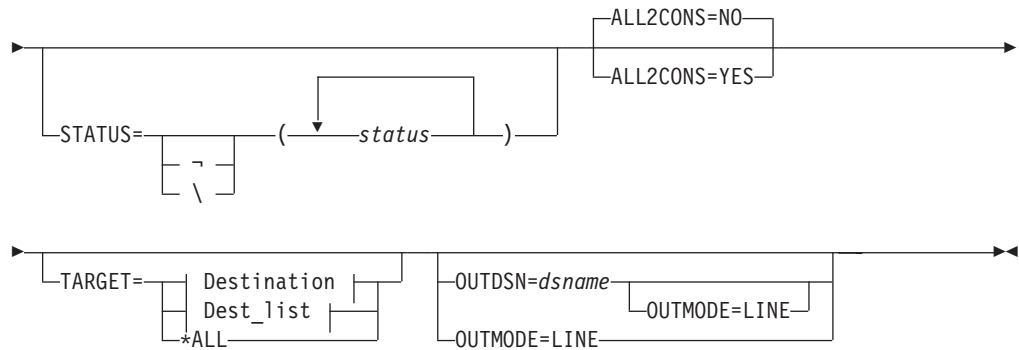 ALL2CONS=NO
ALL2CONS=YES
STATUS= ( status )
¬
\
TARGET= Destination
Dest_list
*ALL
OUTDSN=dsname
OUTMODE=LINE
OUTMODE=LINE